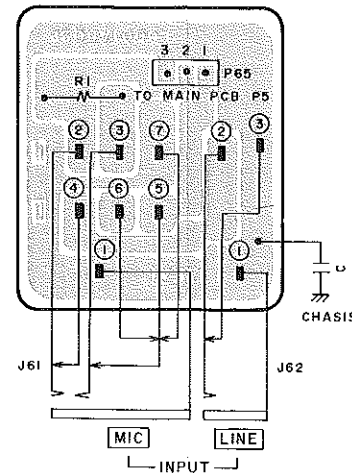 3 2 1
P65
R1
TO MAIN PCB P5
2 3 7 2 3
4 6 5
1 1
C
CHASIS
J61
J62
MIC LINE
INPUT